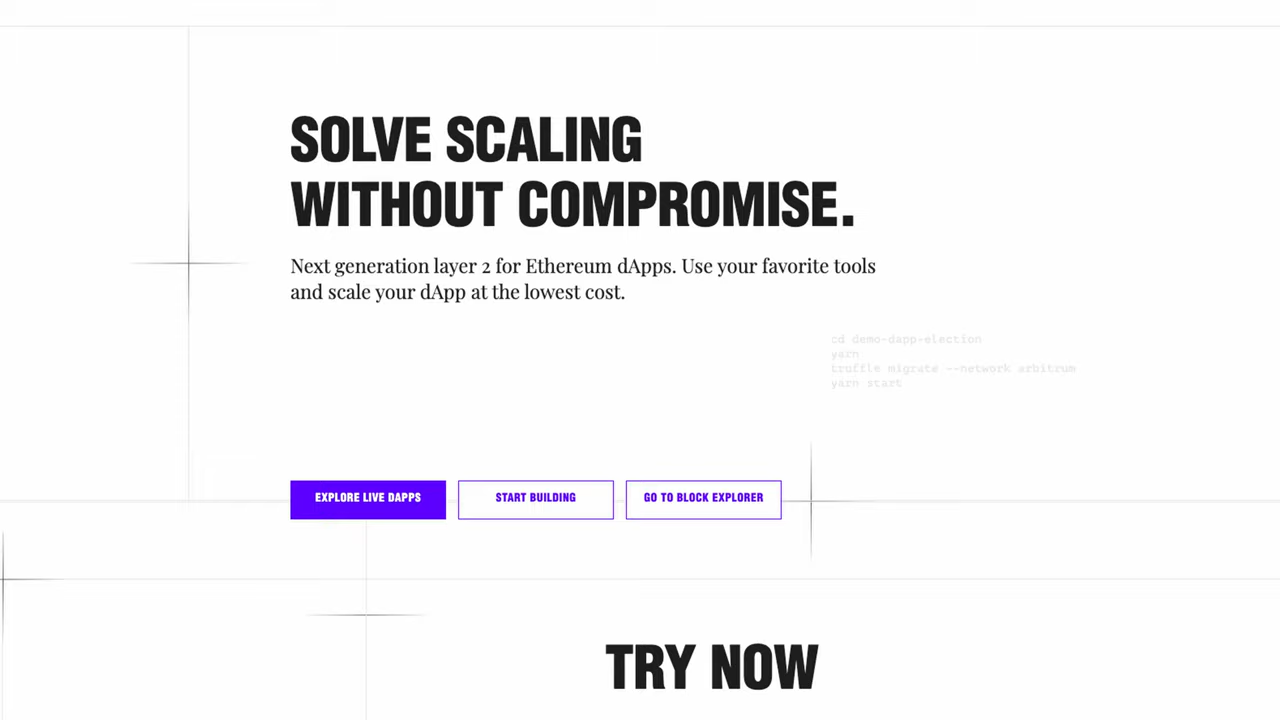 SOLVE SCALING
WITHOUT COMPROMISE.
Next generation layer 2 for Ethereum dApps. Use your favorite tools
and scale your dApp at the lowest cost.
cd demo-dapp-election
yarn
truffle migrate --network arbitrum
yarn start
EXPLORE LIVE DAPPS
START BUILDING
GO TO BLOCK EXPLORER
TRY NOW